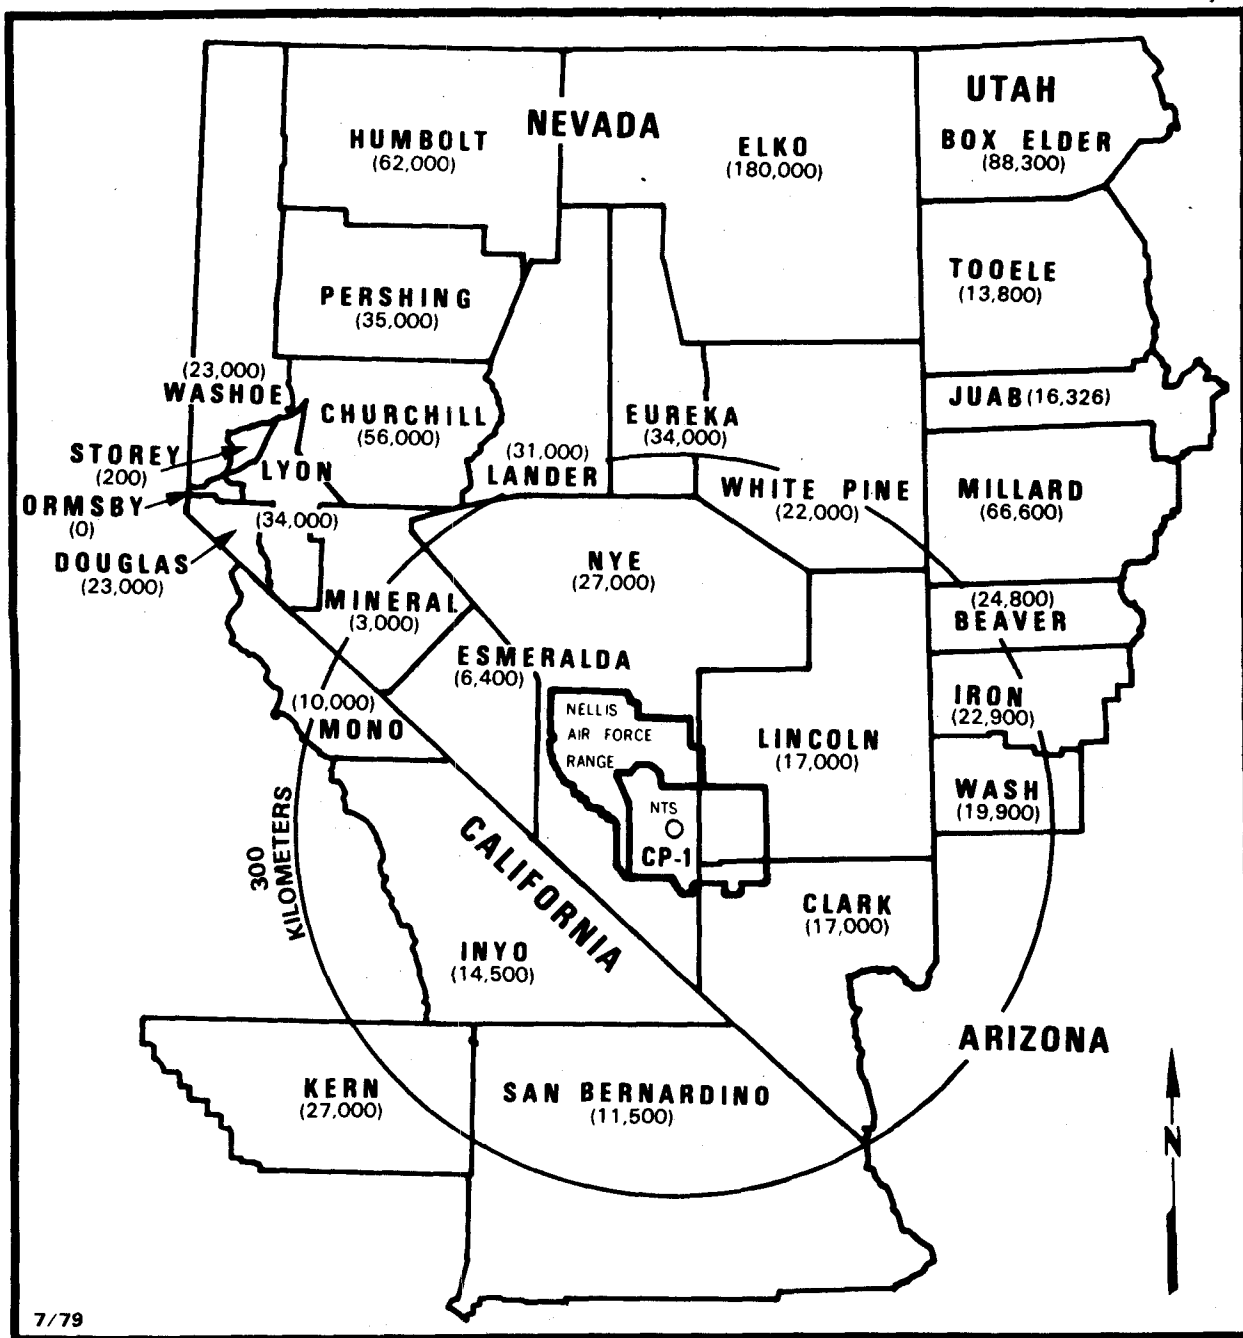 UTAH
NEVADA
HUMBOLT
(62,000)
ELKO
(180,000)
BOX ELDER
(88,300)
TOOELE
(13,800)
PERSHING
(35,000)
(23,000)
WASHOE
JUAB (16,326)
CHURCHILL
(56,000)
EUREKA
(34,000)
STOREY
(200)
LYON
(34,000)
(31,000)
LANDER
WHITE PINE
(22,000)
MILLARD
(66,600)
ORMSBY
(0)
DOUGLAS
(23,000)
NYE
(27,000)
MINERAL
(3,000)
(24,800)
BEAVER
ESMERALDA
(6,400)
(10,000)
MONO
IRON
(22,900)
NELLIS
AIR FORCE
RANGE
LINCOLN
(17,000)
WASH
(19,900)
NTS
CP-1
300
KILOMETERS
CALIFORNIA
CLARK
(17,000)
INYO
(14,500)
ARIZONA
KERN
(27,000)
SAN BERNARDINO
(11,500)
N
7/79